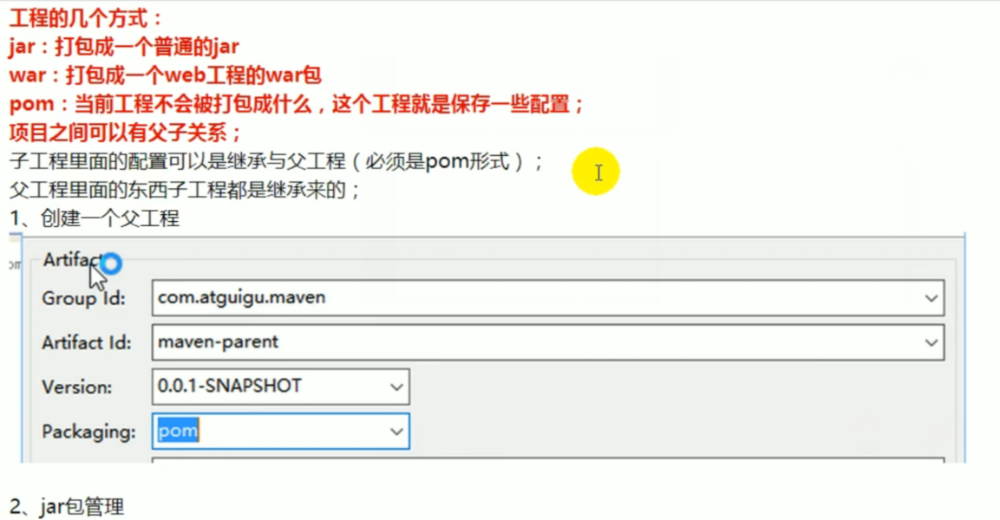 工程的几个方式：
jar：打包成一个普通的jar
war：打包成一个web工程的war包
pom：当前工程不会被打包成什么，这个工程就是保存一些配置；
项目之间可以有父子关系；
子工程里面的配置可以是继承与父工程（必须是pom形式）；
父工程里面的东西子工程都是继承来的；
1、创建一个父工程
Artifact
Group Id: com.atguigu.maven
Artifact Id: maven-parent
Version: 0.0.1-SNAPSHOT
Packaging: pom
2、jar包管理